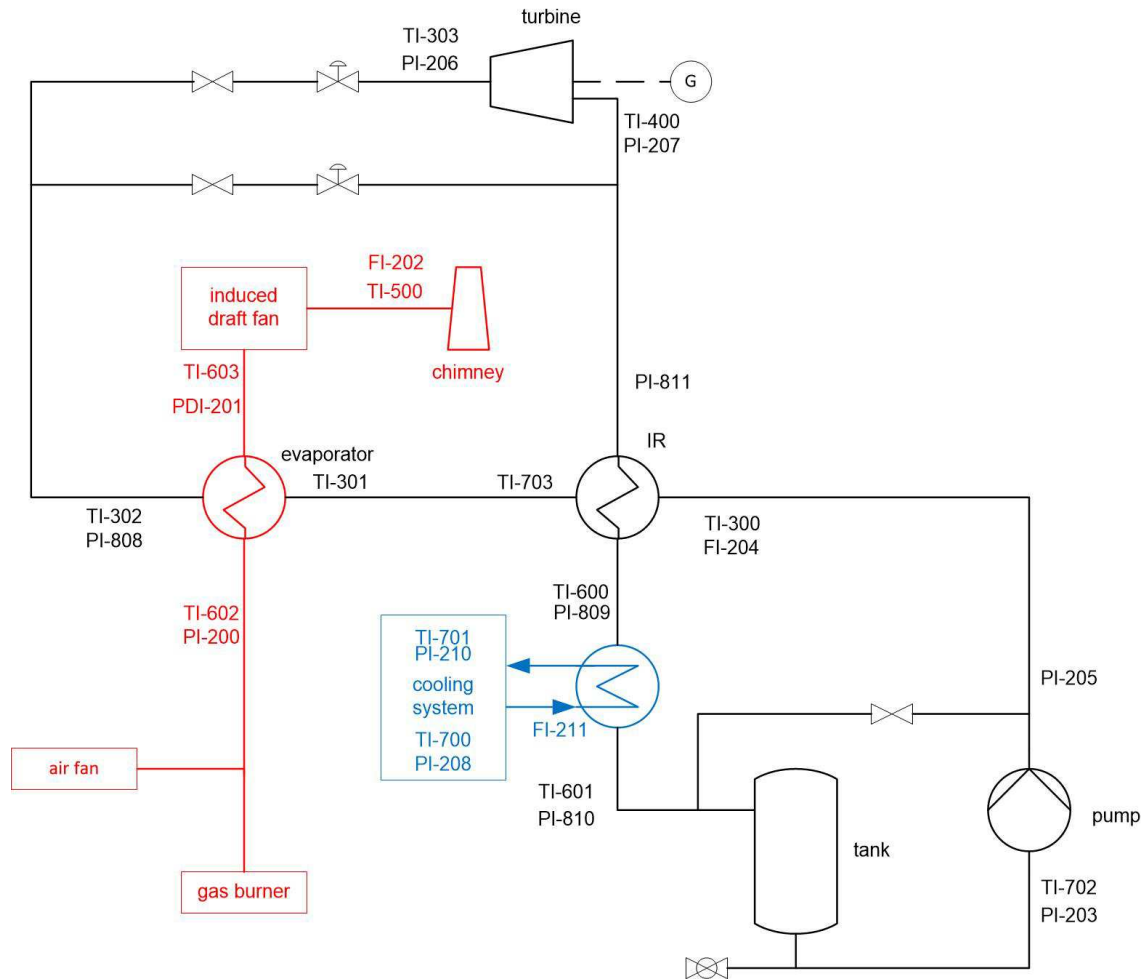 turbine
TI-303
PI-206
G
TI-400
PI-207
FI-202
TI-500
induced
draft fan
chimney
TI-603
PDI-201
PI-811
evaporator
IR
TI-301
TI-703
TI-302
PI-808
TI-300
FI-204
TI-600
PI-809
TI-602
PI-200
TI-701
PI-210
cooling
system
FI-211
TI-700
PI-208
PI-205
air fan
TI-601
PI-810
tank
pump
gas burner
TI-702
PI-203